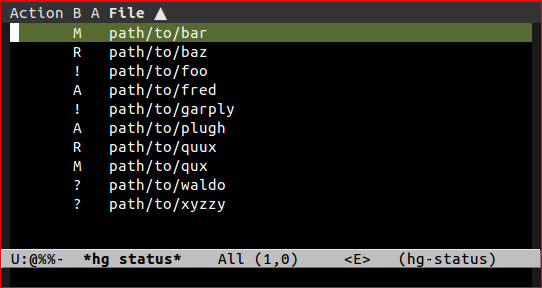 Action B A File ▲
M path/to/bar
R path/to/baz
! path/to/foo
A path/to/fred
! path/to/garply
A path/to/plugh
R path/to/quux
M path/to/qux
? path/to/waldo
? path/to/xyzzy
U:@%%- *hg status* All (1,0) <E> (hg-status)